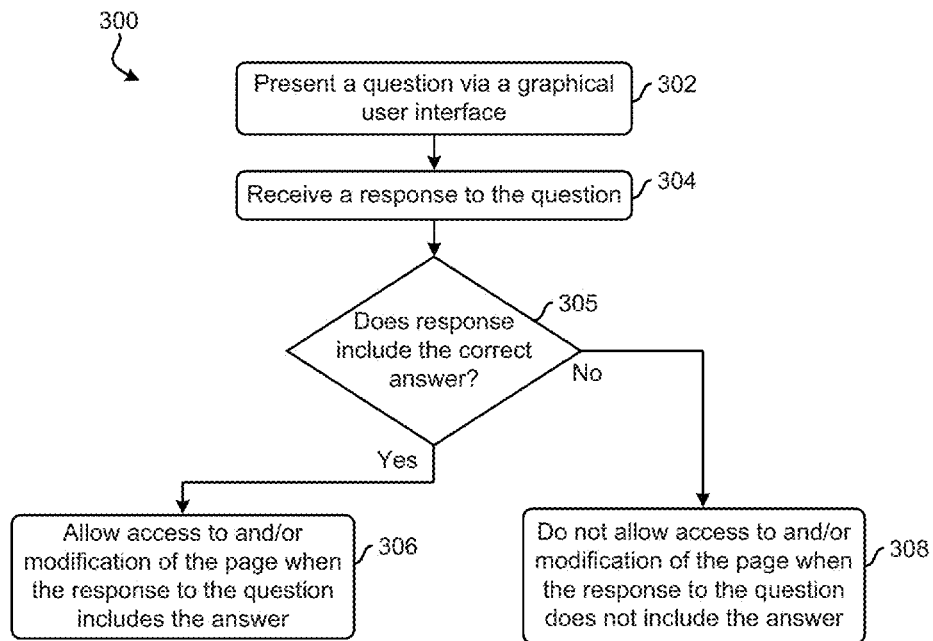 300
Present a question via a graphical
user interface
302
Receive a response to the question
304
305
Does response
include the correct
answer?
No
Yes
Allow access to and/or
modification of the page when
the response to the question
includes the answer
306
Do not allow access to and/or
modification of the page when
the response to the question
does not include the answer
308